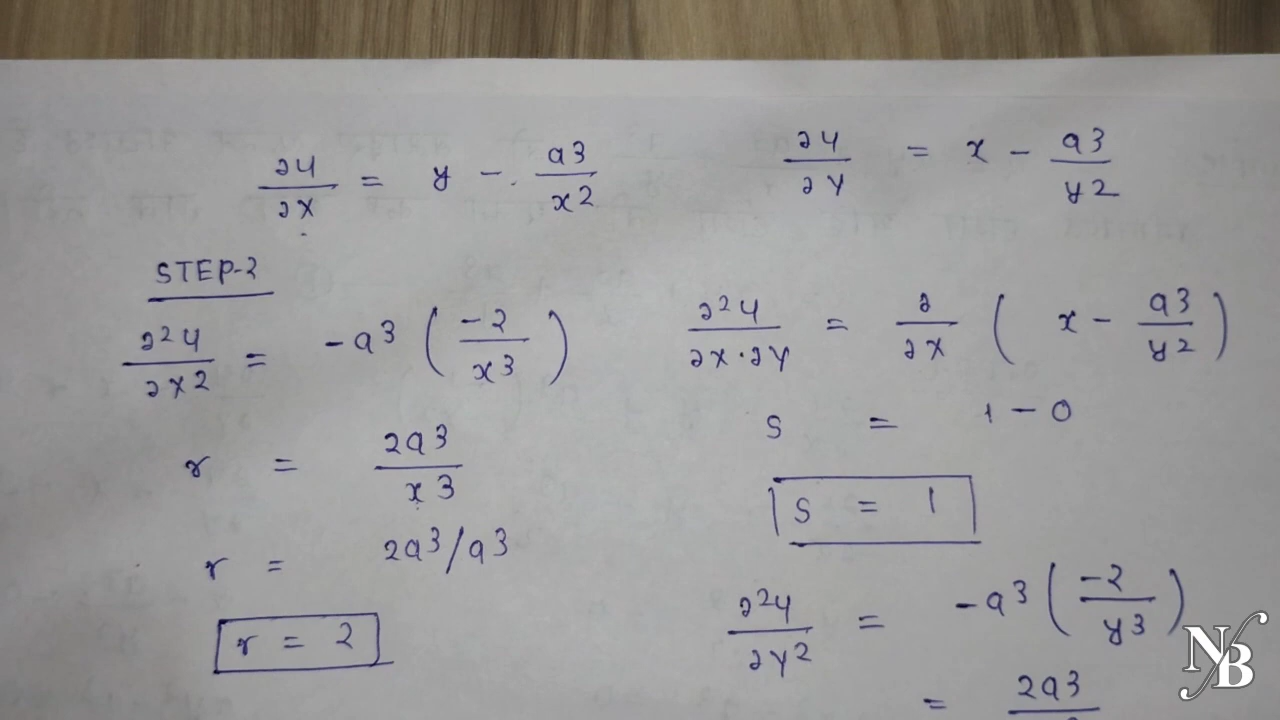 ∂u/∂x = y - a3/x2
∂u/∂y = x - a3/y2
STEP-2
∂2u/∂x2 = -a3 ( -2/x3 )
r = 2a3/x3
r = 2a3/a3
r = 2
∂2u/∂x·∂y = ∂/∂x ( x - a3/y2 )
S = 1 - 0
S = 1
∂2u/∂y2 = -a3 ( -2/y3 )
= 2a3
NB